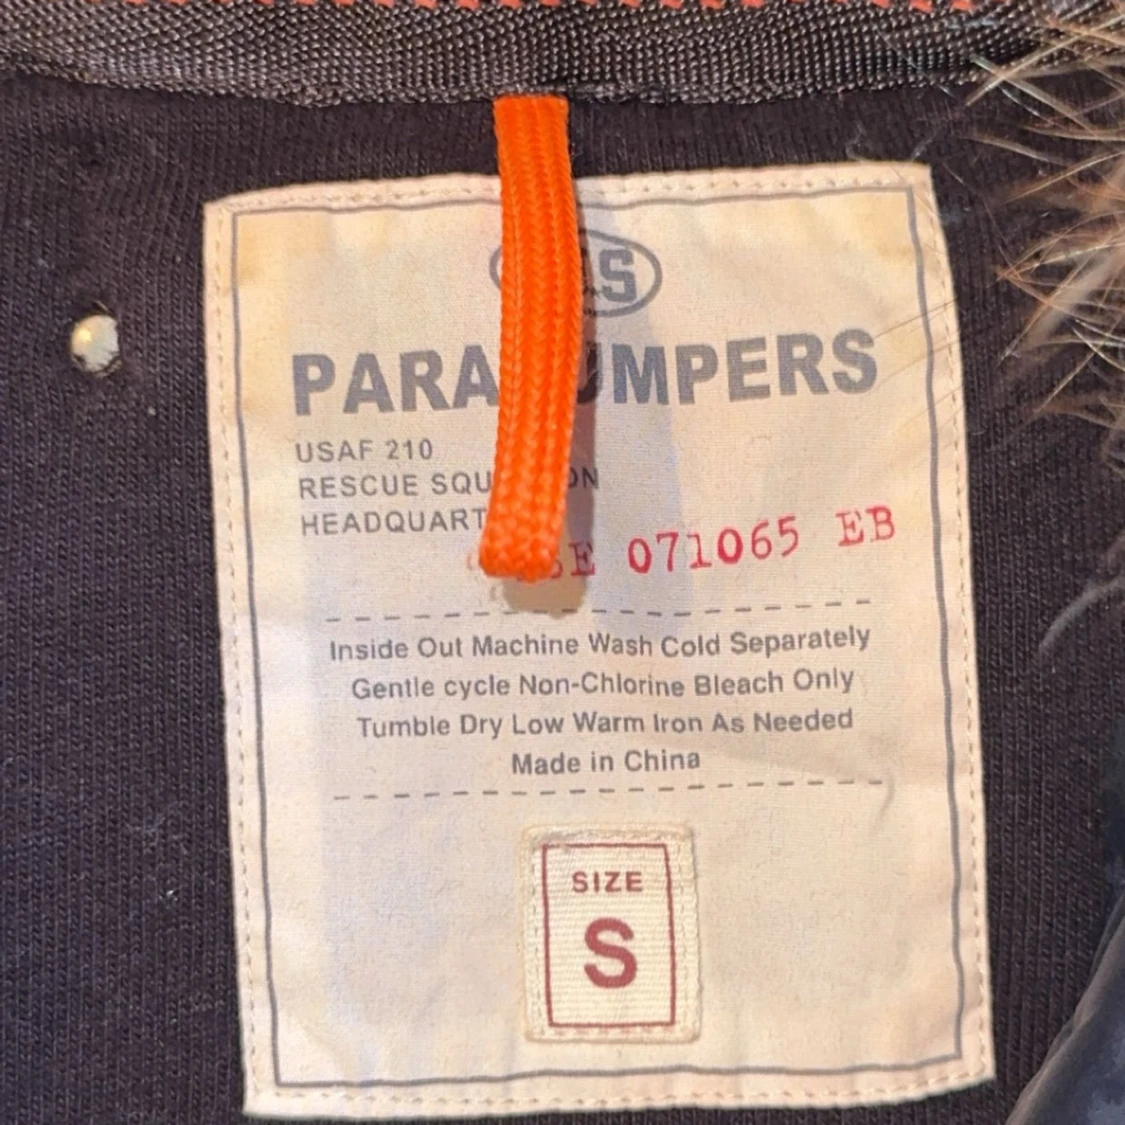 S
PARA UMPERS
USAF 210
RESCUE SQU ON
HEADQUART
SE 071065 EB
Inside Out Machine Wash Cold Separately
Gentle cycle Non-Chlorine Bleach Only
Tumble Dry Low Warm Iron As Needed
Made in China
SIZE
S